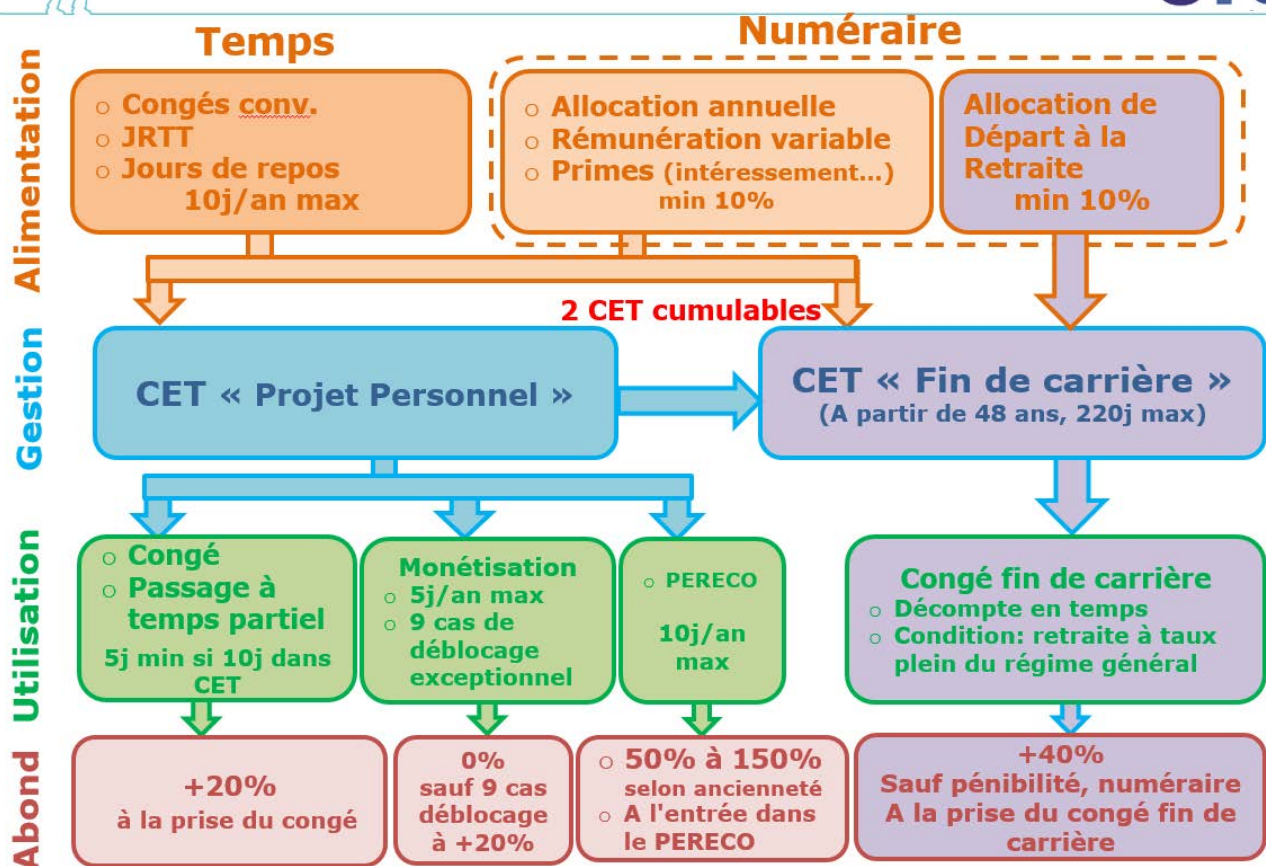 Temps
Numéraire
Alimentation
○ Congés conv.
○ JRTT
○ Jours de repos
10j/an max
○ Allocation annuelle
○ Rémunération variable
○ Primes (intéressement...)
min 10%
Allocation de
Départ à la
Retraite
min 10%
2 CET cumulables
Gestion
CET « Projet Personnel »
CET « Fin de carrière »
(A partir de 48 ans, 220j max)
Utilisation
○ Congé
○ Passage à
temps partiel
5j min si 10j dans
CET
Monétisation
○ 5j/an max
○ 9 cas de
déblocage
exceptionnel
○ PERECO
10j/an
max
Congé fin de carrière
○ Décompte en temps
○ Condition: retraite à taux
plein du régime général
Abond
+20%
à la prise du congé
0%
sauf 9 cas
déblocage
à +20%
○ 50% à 150%
selon ancienneté
○ A l'entrée dans
le PERECO
+40%
Sauf pénibilité, numéraire
A la prise du congé fin de
carrière